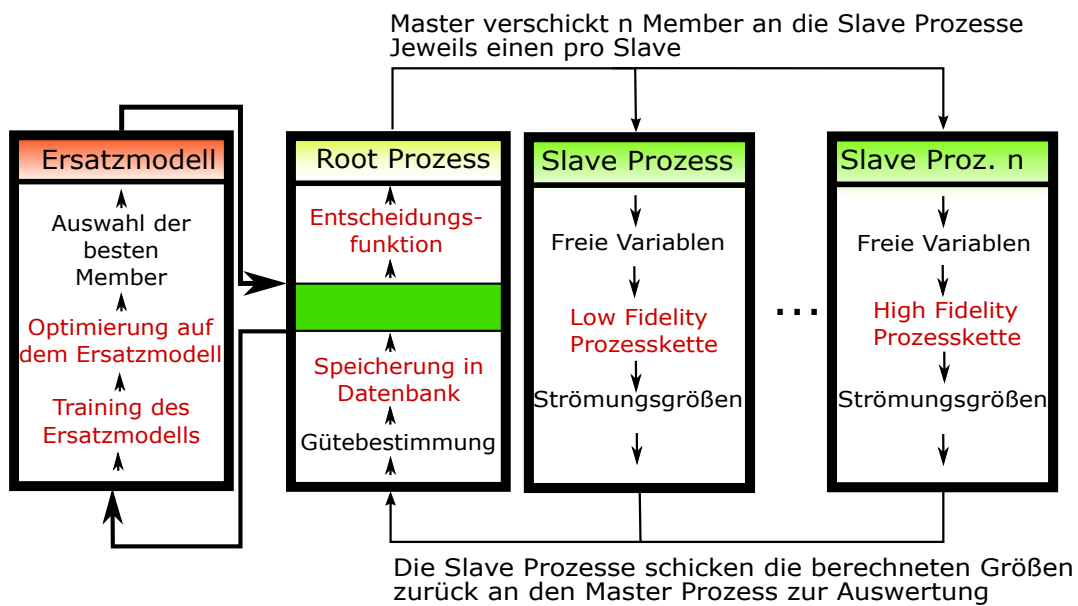 Master verschickt n Member an die Slave Prozesse
Jeweils einen pro Slave
Ersatzmodell
Auswahl der
besten
Member
Optimierung auf
dem Ersatzmodell
Training des
Ersatzmodells
Root Prozess
Entscheidungs-
funktion
Speicherung in
Datenbank
Gütebestimmung
Slave Prozess
Freie Variablen
Low Fidelity
Prozesskette
Strömungsgrößen
...
Slave Proz. n
Freie Variablen
High Fidelity
Prozesskette
Strömungsgrößen
Die Slave Prozesse schicken die berechneten Größen
zurück an den Master Prozess zur Auswertung